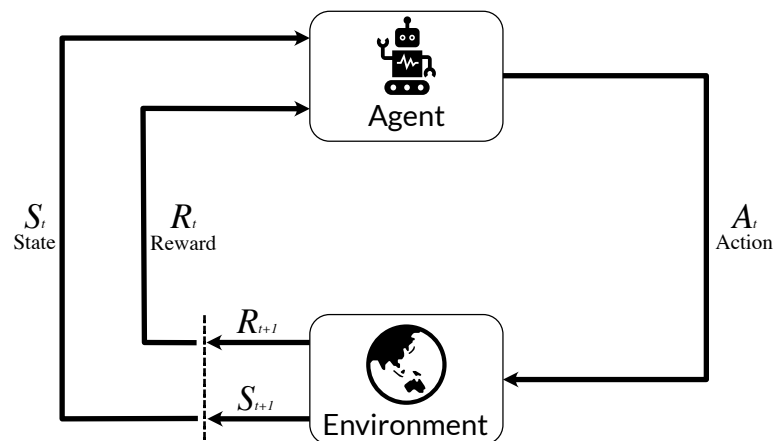 Agent
S_t
State
R_t
Reward
A_t
Action
R_{t+1}
S_{t+1}
Environment